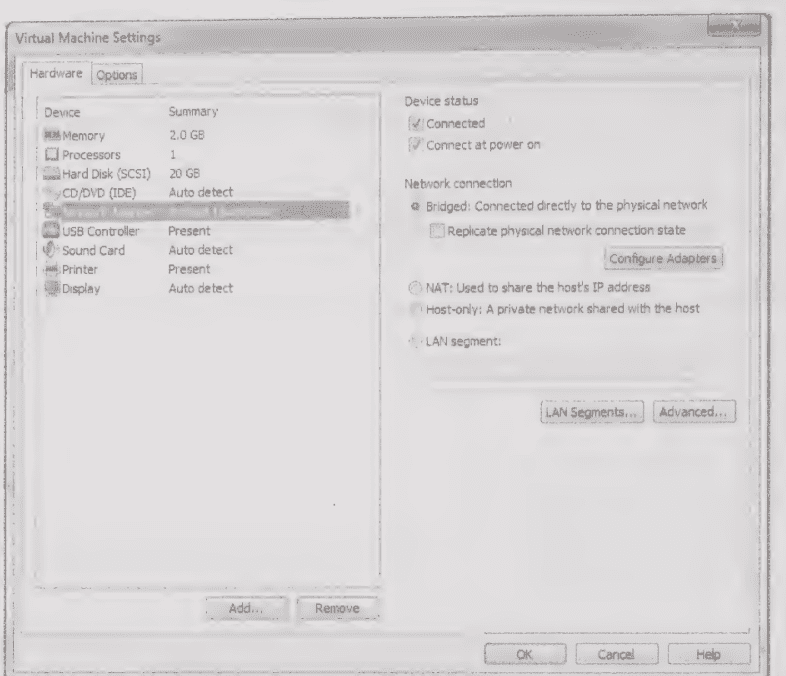 Virtual Machine Settings
Hardware
Options
Device Summary
Memory 2.0 GB
Processors 1
Hard Disk (SCSI) 20 GB
CD/DVD (IDE) Auto detect
USB Controller Present
Sound Card Auto detect
Printer Present
Display Auto detect
Add...
Remove
Device status
Connected
Connect at power on
Network connection
Bridged: Connected directly to the physical network
Replicate physical network connection state
Configure Adapters
NAT: Used to share the host's IP address
Host-only: A private network shared with the host
LAN segment:
LAN Segments...
Advanced...
OK
Cancel
Help